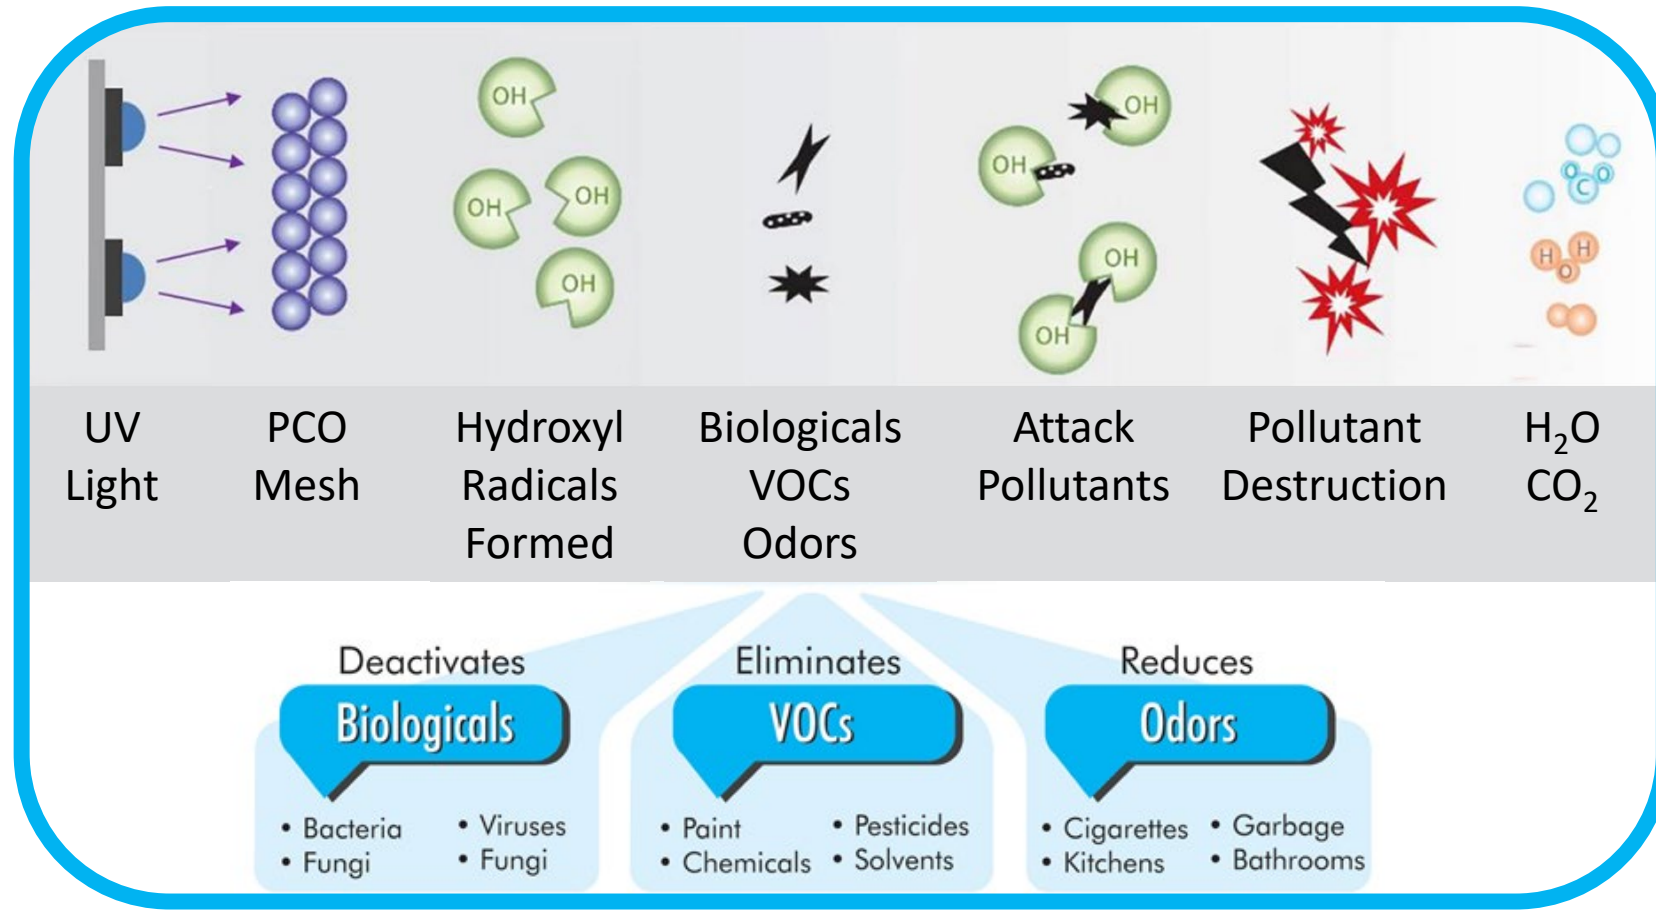 OH
OH
OH
OH
OH
OH
OH
OH
O
C
O
H
H
O
UV
Light
PCO
Mesh
Hydroxyl
Radicals
Formed
Biologicals
VOCs
Odors
Attack
Pollutants
Pollutant
Destruction
H₂O
CO₂
Deactivates
Biologicals
• Bacteria
• Fungi
• Viruses
• Fungi
Eliminates
VOCs
• Paint
• Chemicals
• Pesticides
• Solvents
Reduces
Odors
• Cigarettes
• Kitchens
• Garbage
• Bathrooms